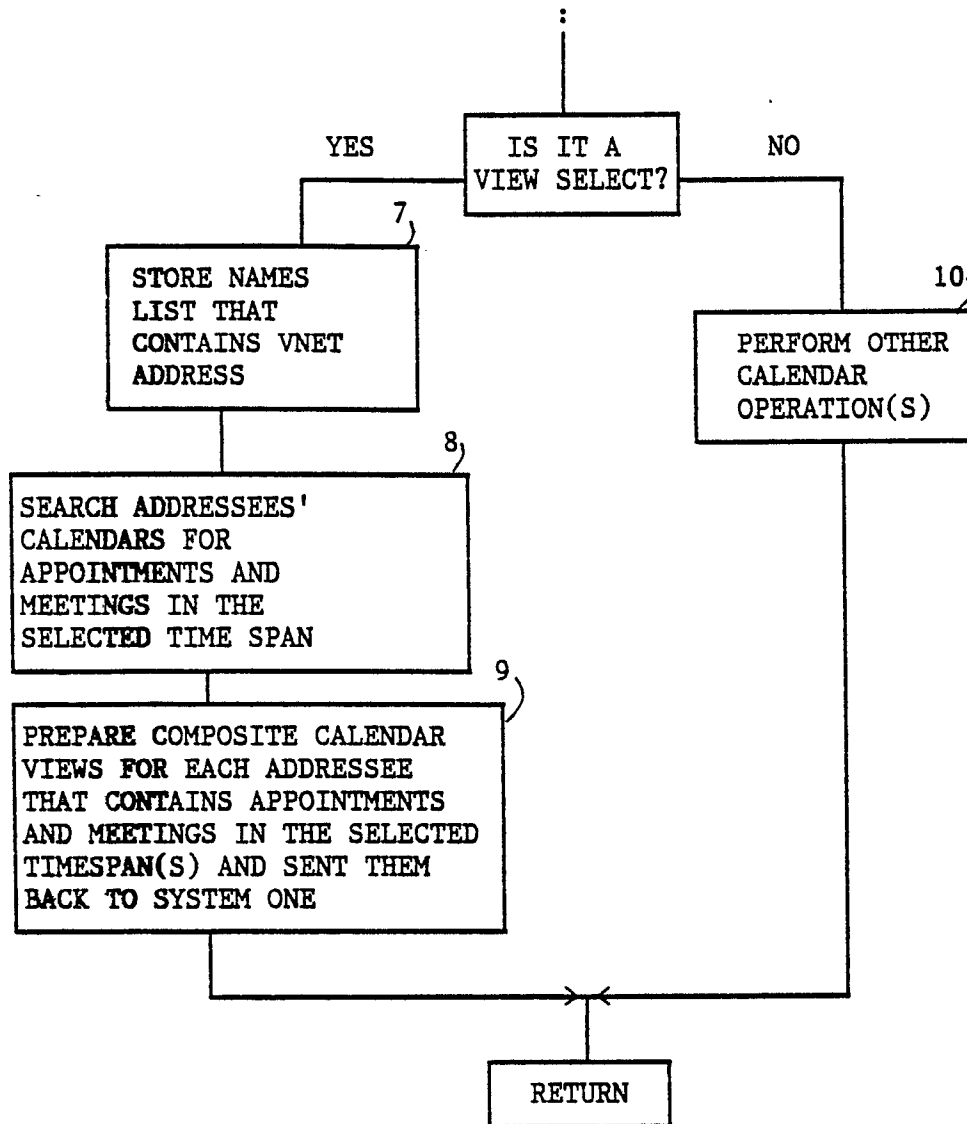 :
IS IT A
VIEW SELECT?
YES
NO
7
STORE NAMES
LIST THAT
CONTAINS VNET
ADDRESS
10
PERFORM OTHER
CALENDAR
OPERATION(S)
8
SEARCH ADDRESSEES'
CALENDARS FOR
APPOINTMENTS AND
MEETINGS IN THE
SELECTED TIME SPAN
9
PREPARE COMPOSITE CALENDAR
VIEWS FOR EACH ADDRESSEE
THAT CONTAINS APPOINTMENTS
AND MEETINGS IN THE SELECTED
TIMESPAN(S) AND SENT THEM
BACK TO SYSTEM ONE
RETURN